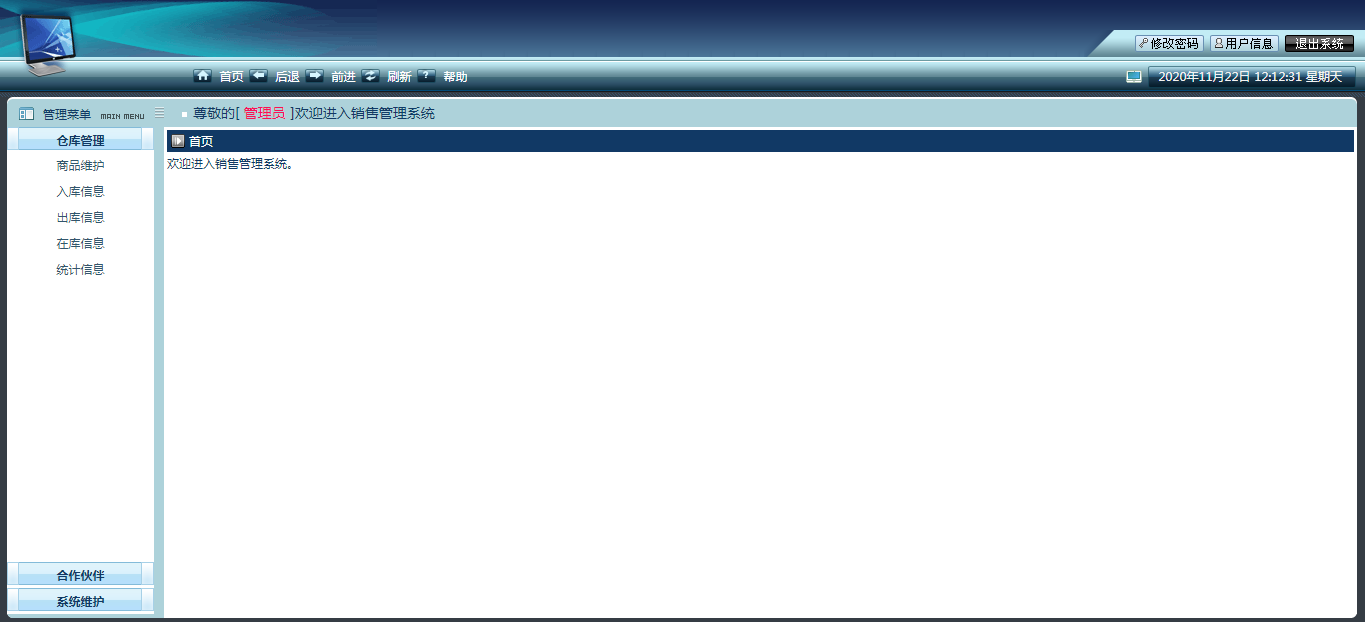 修改密码 用户信息 退出系统
首页 后退 前进 刷新 ? 帮助 2020年11月22日 12:12:31 星期天
管理菜单 MAIN MENU 尊敬的[ 管理员 ]欢迎进入销售管理系统
仓库管理
首页
商品维护
欢迎进入销售管理系统。
入库信息
出库信息
在库信息
统计信息
合作伙伴
系统维护